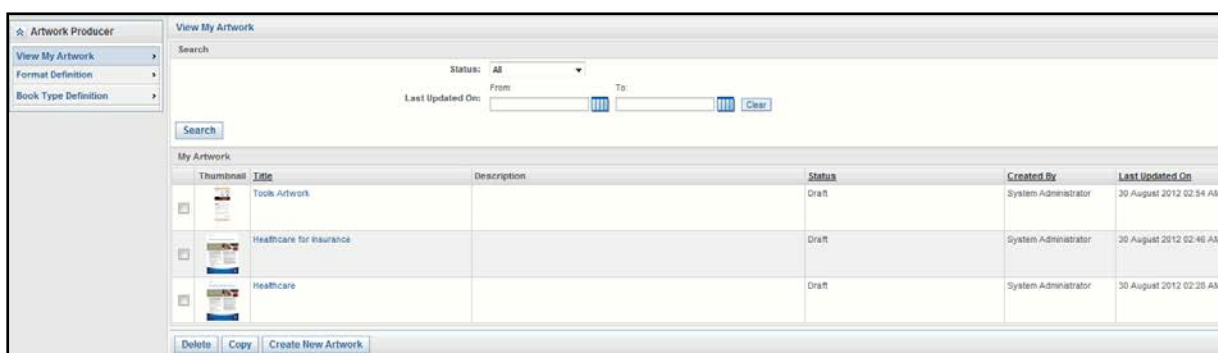 Artwork Producer
View My Artwork
Format Definition
Book Type Definition
View My Artwork
Search
Status: All
From To:
Last Updated On: Clear
Search
My Artwork
Thumbnail Title Description Status Created By Last Updated On
Tools Artwork Draft System Administrator 30 August 2012 02:54 AM
Healthcare for insurance Draft System Administrator 30 August 2012 02:46 AM
Healthcare Draft System Administrator 30 August 2012 02:28 AM
Delete Copy Create New Artwork